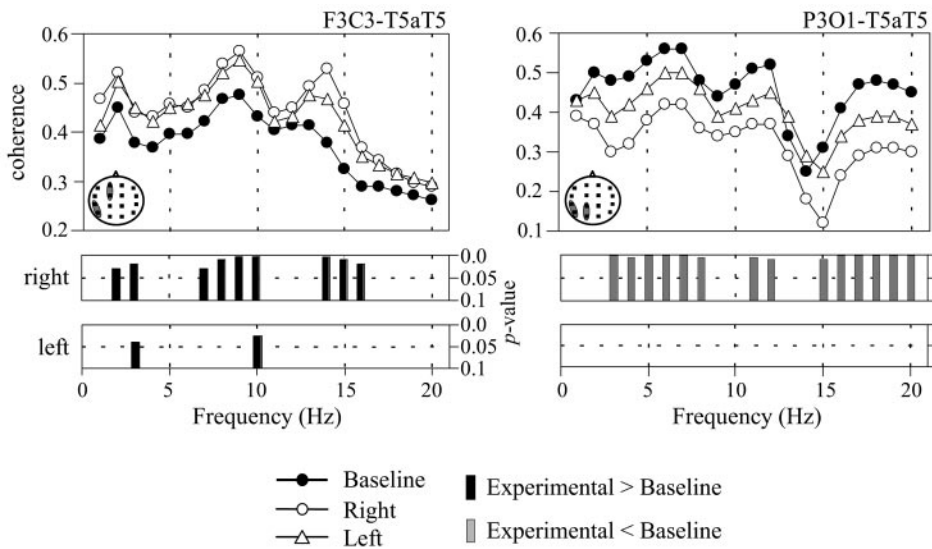 F3C3-T5aT5
P3O1-T5aT5
0.6
0.5
0.4
0.3
0.2
coherence
0.6
0.5
0.4
0.3
0.2
0.1
right
0.0
0.05
0.1
left
0.0
0.05
0.1
p-value
0 5 10 15 20
Frequency (Hz)
0 5 10 15 20
Frequency (Hz)
Baseline
Right
Left
Experimental > Baseline
Experimental < Baseline